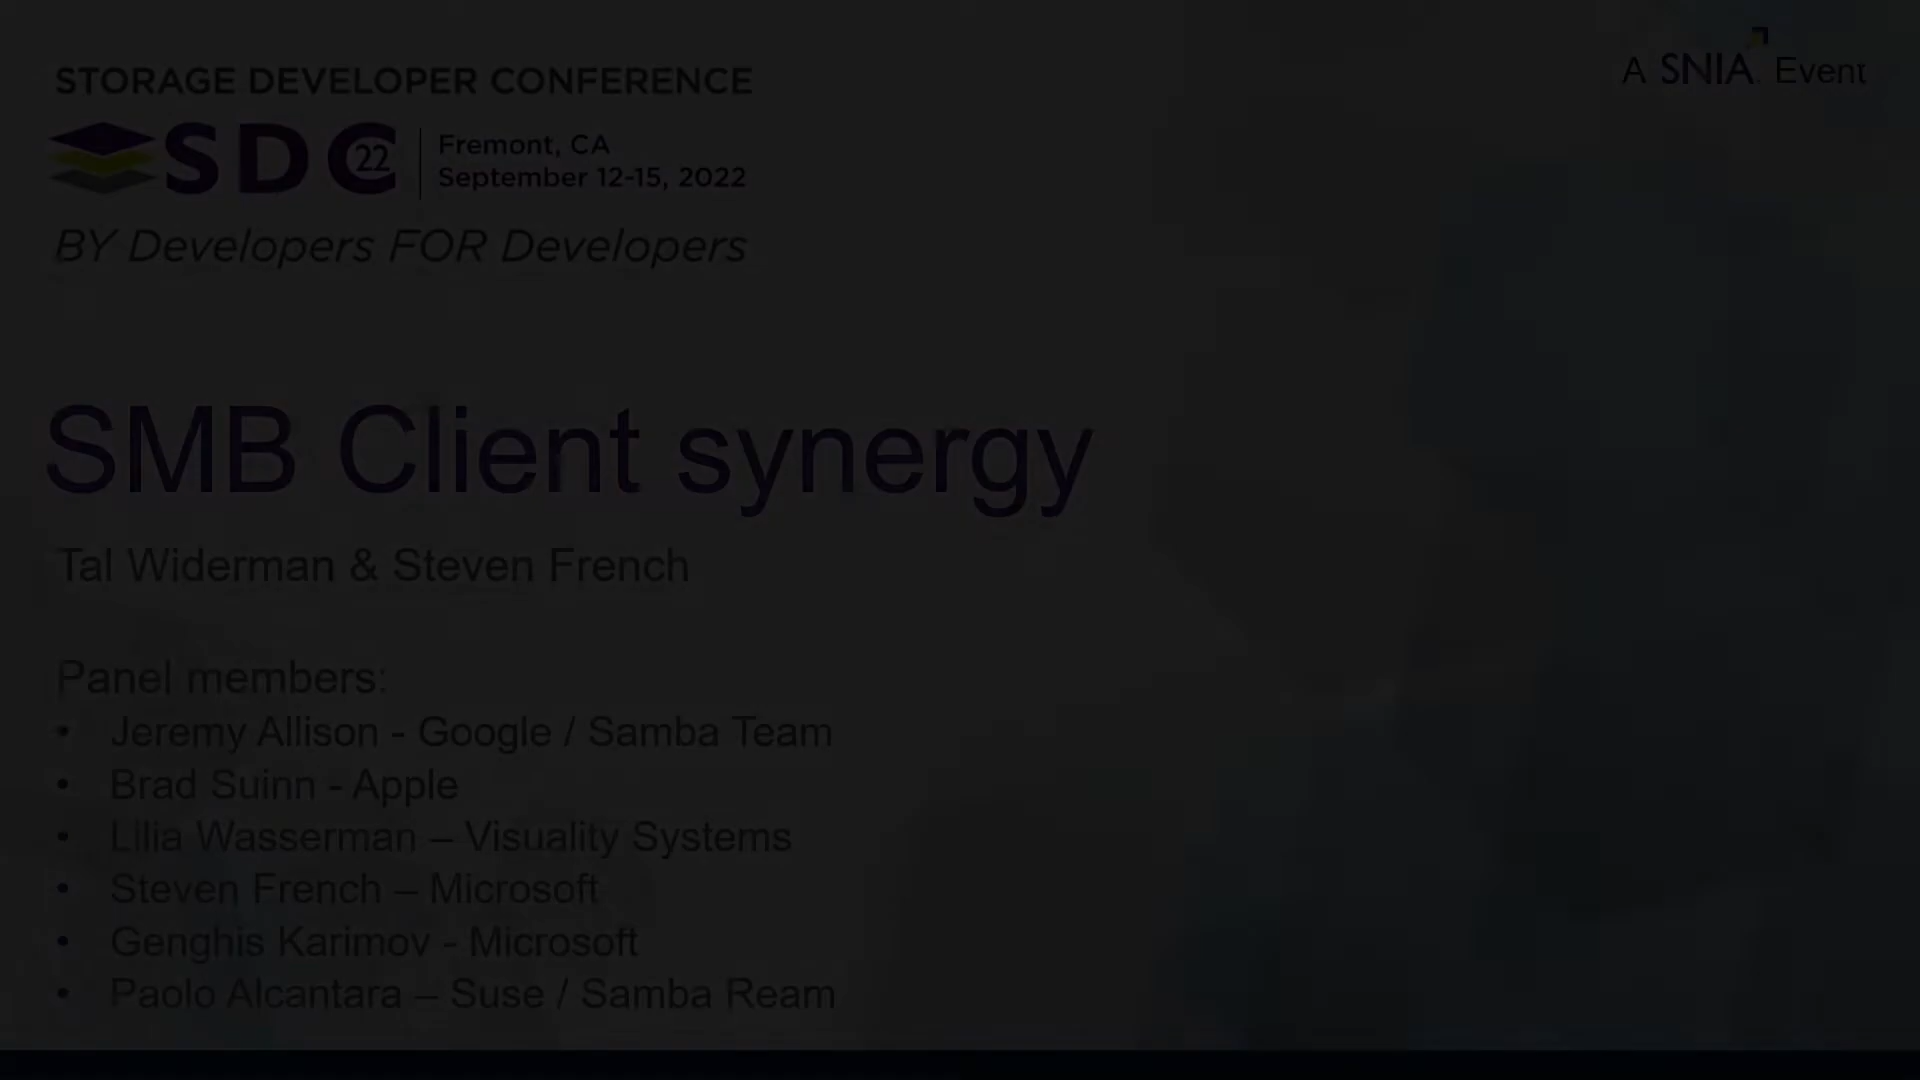 STORAGE DEVELOPER CONFERENCE
A SNIA. Event
SDC 22
Fremont, CA
September 12-15, 2022
BY Developers FOR Developers
SMB Client synergy
Tal Widerman & Steven French
Panel members:
• Jeremy Allison - Google / Samba Team
• Brad Suinn - Apple
• Lilia Wasserman – Visuality Systems
• Steven French – Microsoft
• Genghis Karimov - Microsoft
• Paolo Alcantara – Suse / Samba Ream